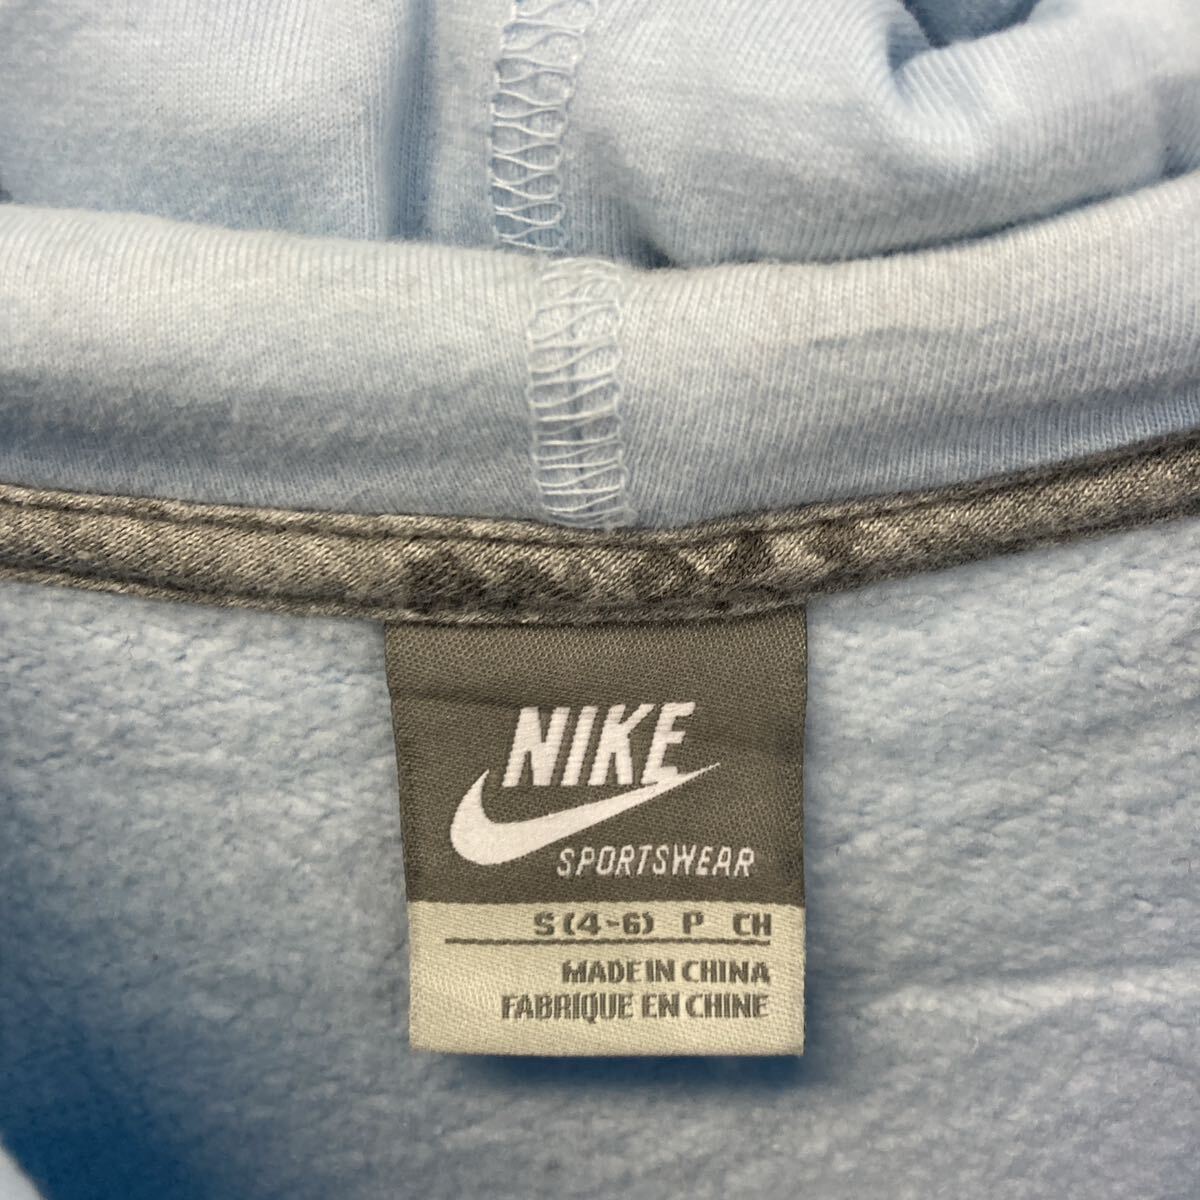 NIKE
SPORTSWEAR
S (4-6) P CH
MADE IN CHINA
FABRIQUE EN CHINE